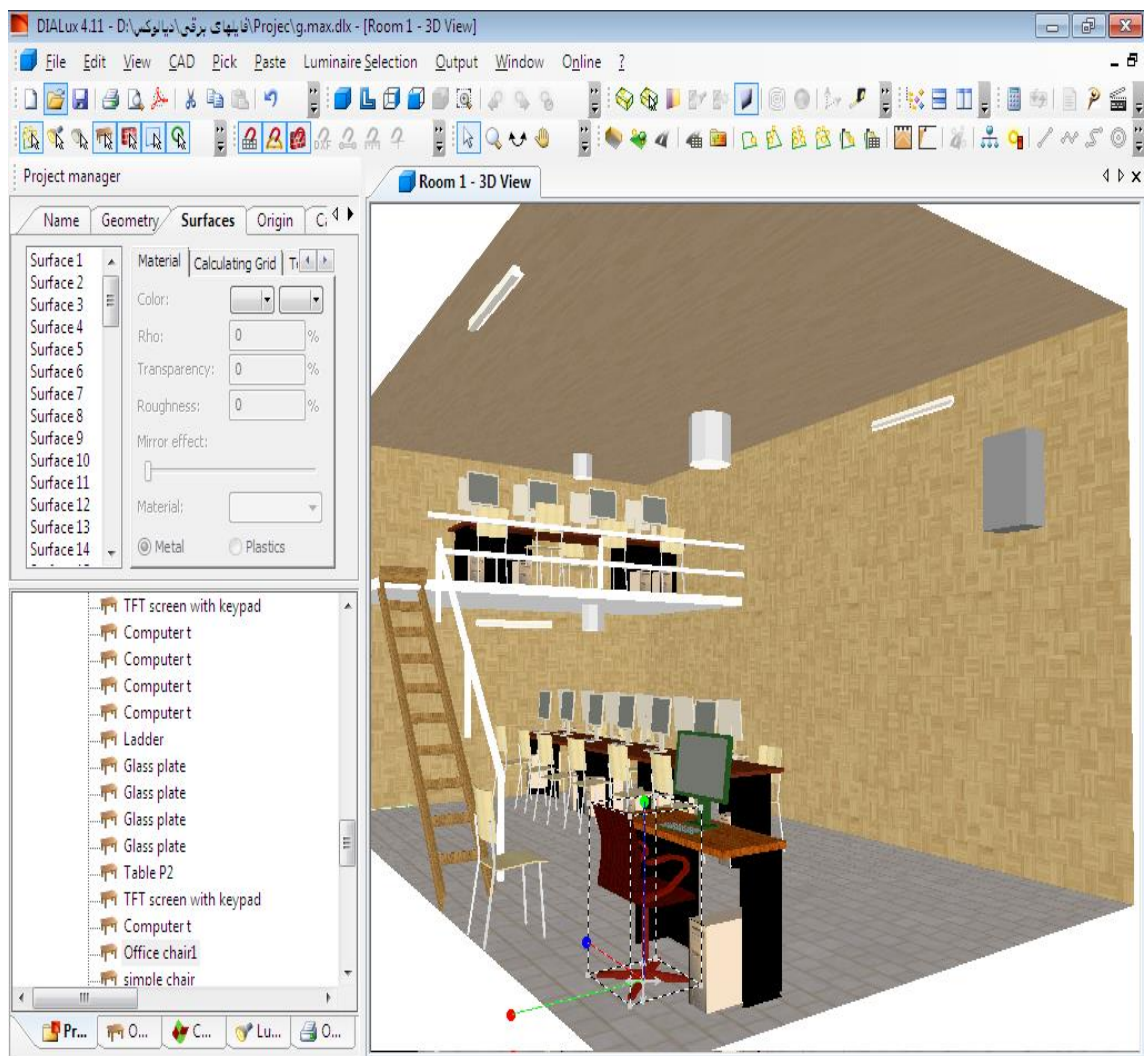 DIALux 4.11 - D:\فایلهای برقی\دیالوکس\Projec\g.max.dlx - [Room 1 - 3D View]
File Edit View CAD Pick Paste Luminaire Selection Output Window Online ?
Project manager
Room 1 - 3D View
Name Geometry Surfaces Origin
Surface 1
Surface 2
Surface 3
Surface 4
Surface 5
Surface 6
Surface 7
Surface 8
Surface 9
Surface 10
Surface 11
Surface 12
Surface 13
Surface 14
Material Calculating Grid
Color:
Rho: 0 %
Transparency: 0 %
Roughness: 0 %
Mirror effect:
Material:
Metal Plastics
TFT screen with keypad
Computer t
Computer t
Computer t
Computer t
Ladder
Glass plate
Glass plate
Glass plate
Glass plate
Table P2
TFT screen with keypad
Computer t
Office chair1
simple chair
Pr... O... C... Lu... O...